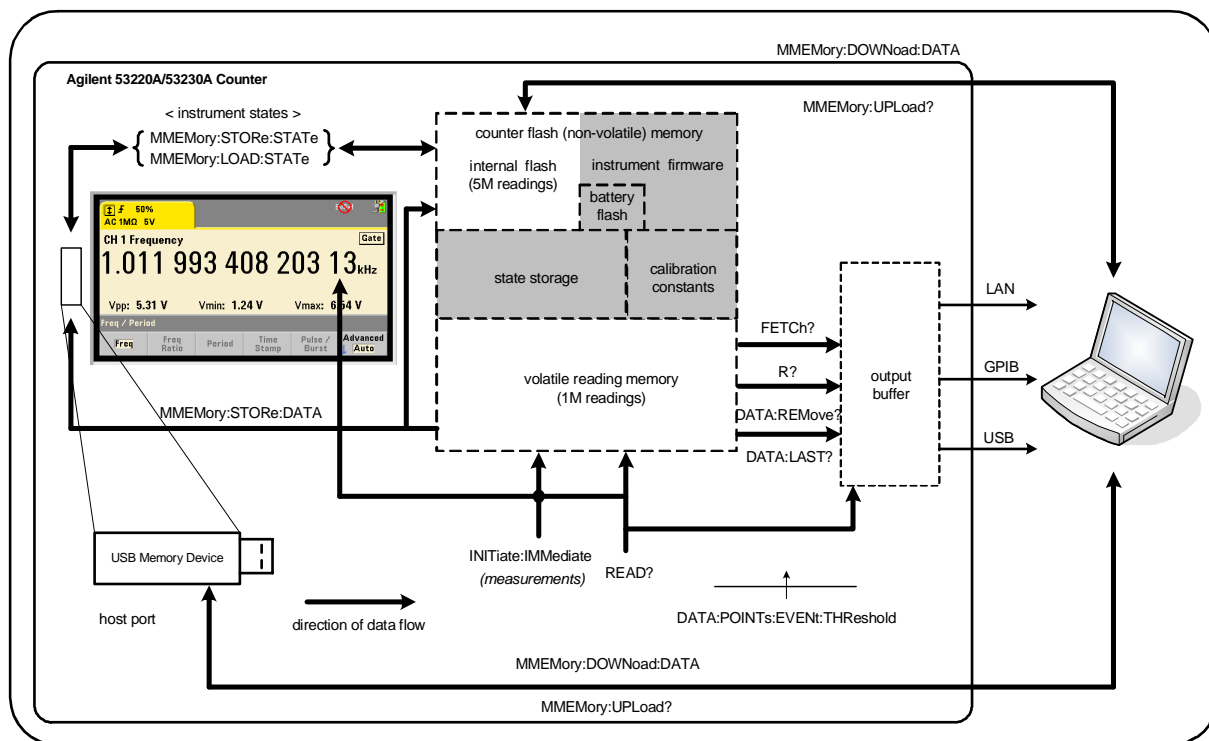 MMEMory:DOWNoad:DATA
Agilent 53220A/53230A Counter
MMEMory:UPLoad?
< instrument states >
MMEMory:STORe:STATe
MMEMory:LOAD:STATe
counter flash (non-volatile) memory
internal flash
(5M readings)
instrument firmware
battery
flash
state storage
calibration
constants
50%
AC 1MΩ 5V
CH 1 Frequency
Gate
1.011 993 408 203 13kHz
Vpp: 5.31 V
Vmin: 1.24 V
Vmax: 6.54 V
Freq / Period
Freq
Freq
Ratio
Period
Time
Stamp
Pulse /
Burst
Advanced
Auto
volatile reading memory
(1M readings)
MMEMory:STORe:DATA
FETCh?
R?
DATA:REMove?
DATA:LAST?
output
buffer
LAN
GPIB
USB
INITiate:IMMediate
(measurements)
READ?
USB Memory Device
host port
direction of data flow
DATA:POINTs:EVENt:THReshold
MMEMory:DOWNoad:DATA
MMEMory:UPLoad?